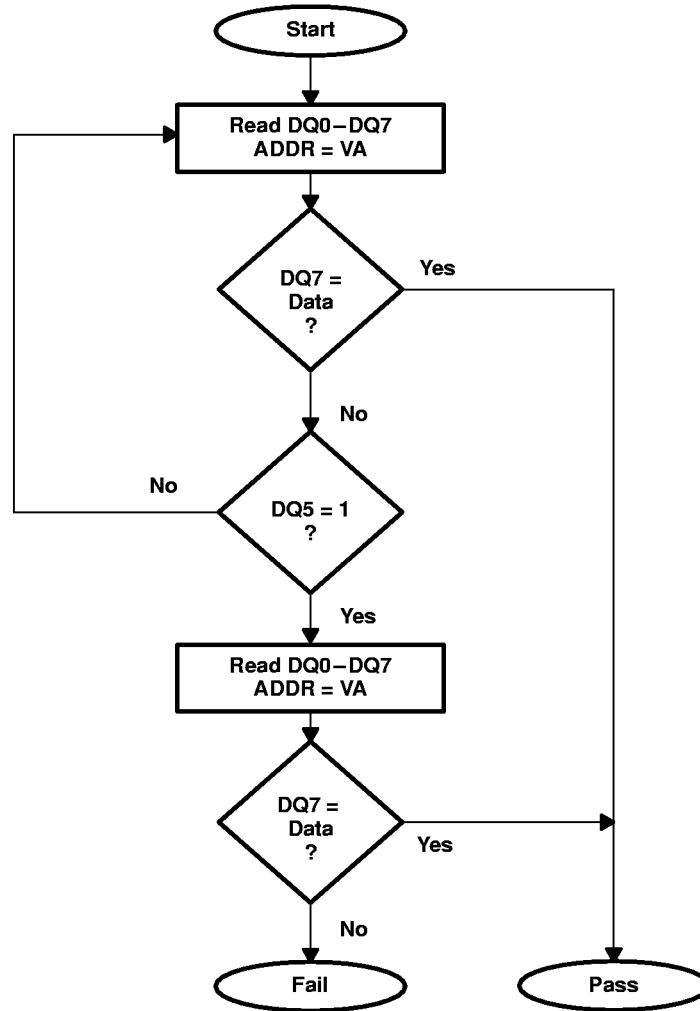 Start
Read DQ0–DQ7
ADDR = VA
DQ7 =
Data
?
Yes
No
DQ5 = 1
?
No
Yes
Read DQ0–DQ7
ADDR = VA
DQ7 =
Data
?
Yes
No
Fail
Pass